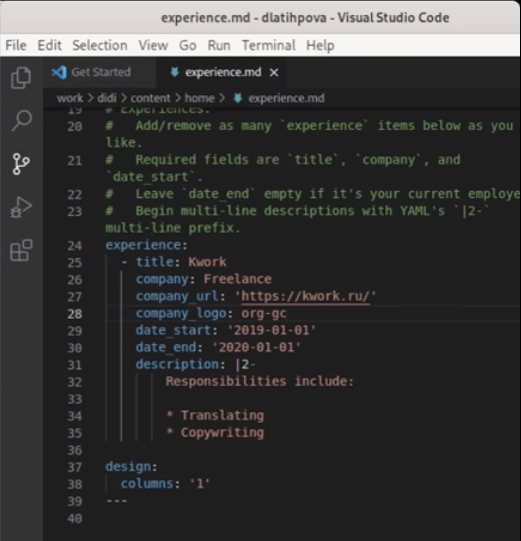 experience.md - dlatihpova - Visual Studio Code
File Edit Selection View Go Run Terminal Help
Get Started experience.md ×
work > didi > content > home > experience.md
19 # Experiences.
20 #   Add/remove as many `experience` items below as you
like.
21 #   Required fields are `title`, `company`, and
`date_start`.
22 #   Leave `date_end` empty if it's your current employe
23 #   Begin multi-line descriptions with YAML's `|2-`
multi-line prefix.
24 experience:
25   - title: Kwork
26     company: Freelance
27     company_url: 'https://kwork.ru/'
28     company_logo: org-gc
29     date_start: '2019-01-01'
30     date_end: '2020-01-01'
31     description: |2-
32         Responsibilities include:
33
34         * Translating
35         * Copywriting
36
37 design:
38   columns: '1'
39 ---
40